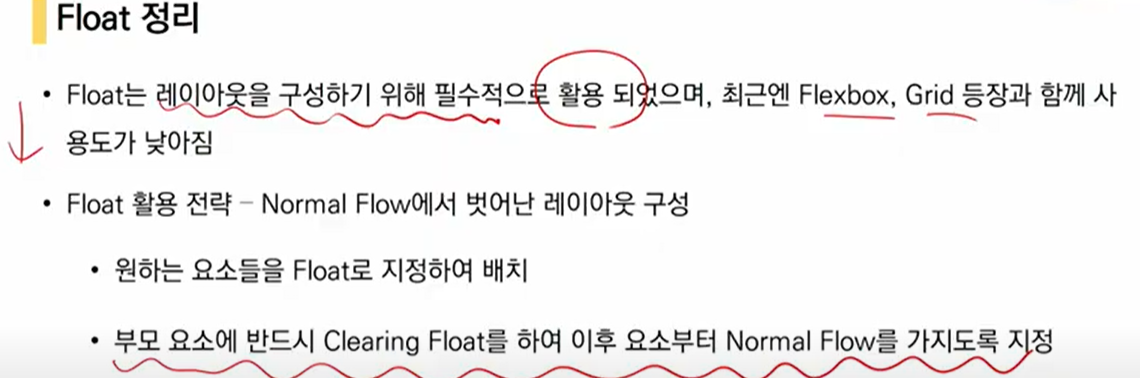 Float 정리
• Float는 레이아웃을 구성하기 위해 필수적으로 활용 되었으며, 최근엔 Flexbox, Grid 등장과 함께 사
용도가 낮아짐
• Float 활용 전략 – Normal Flow에서 벗어난 레이아웃 구성
• 원하는 요소들을 Float로 지정하여 배치
• 부모 요소에 반드시 Clearing Float를 하여 이후 요소부터 Normal Flow를 가지도록 지정